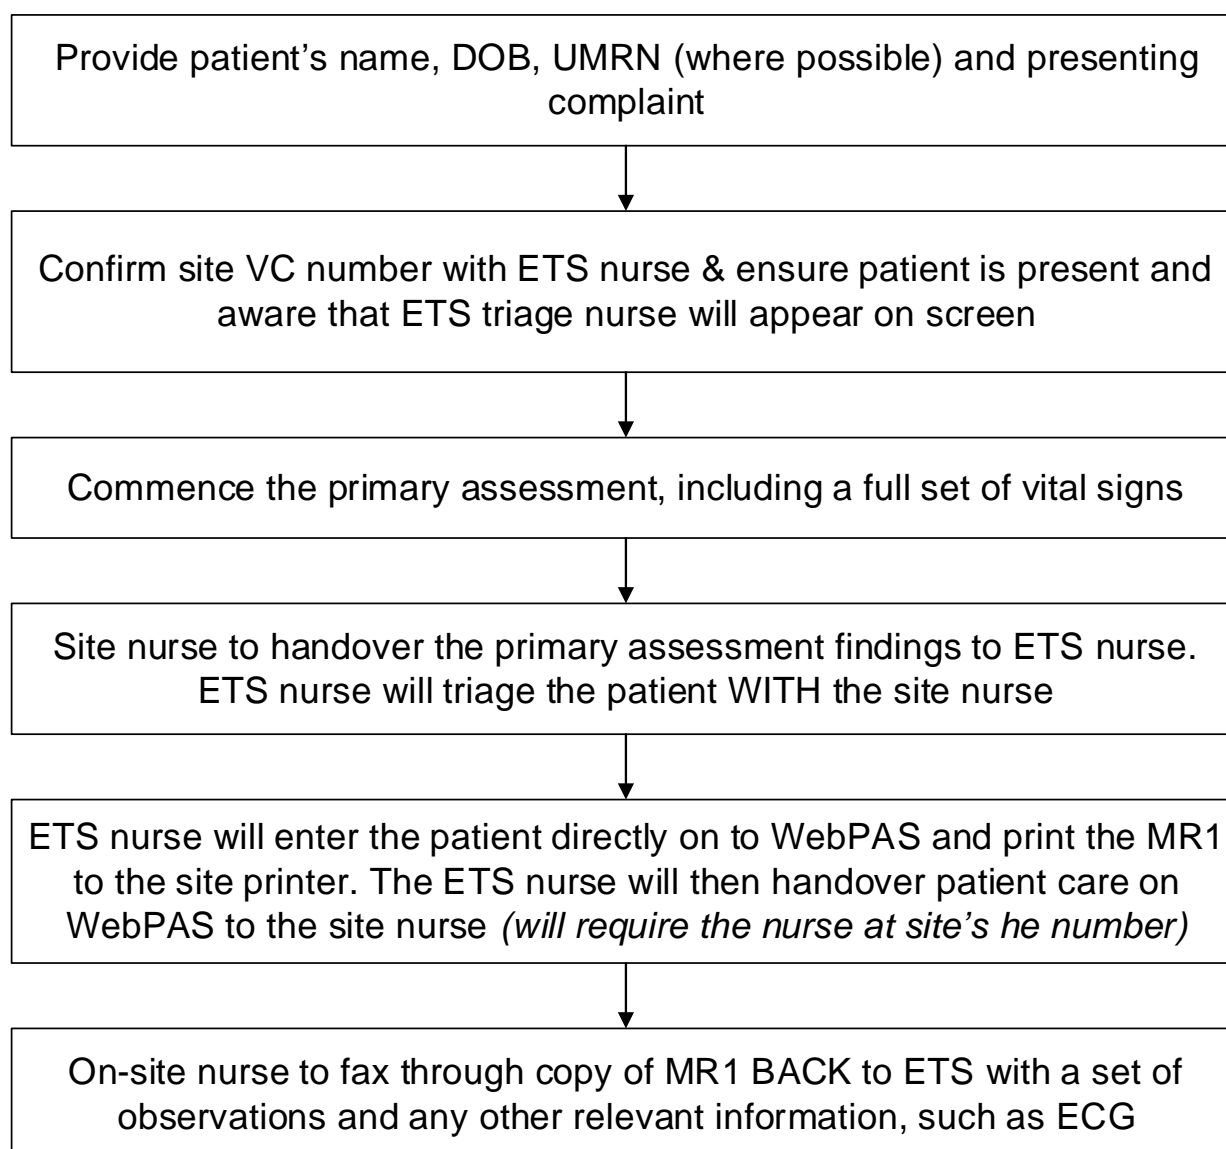 Provide patient’s name, DOB, UMRN (where possible) and presenting
complaint
Confirm site VC number with ETS nurse & ensure patient is present and
aware that ETS triage nurse will appear on screen
Commence the primary assessment, including a full set of vital signs
Site nurse to handover the primary assessment findings to ETS nurse.
ETS nurse will triage the patient WITH the site nurse
ETS nurse will enter the patient directly on to WebPAS and print the MR1
to the site printer. The ETS nurse will then handover patient care on
WebPAS to the site nurse (will require the nurse at site’s he number)
On-site nurse to fax through copy of MR1 BACK to ETS with a set of
observations and any other relevant information, such as ECG